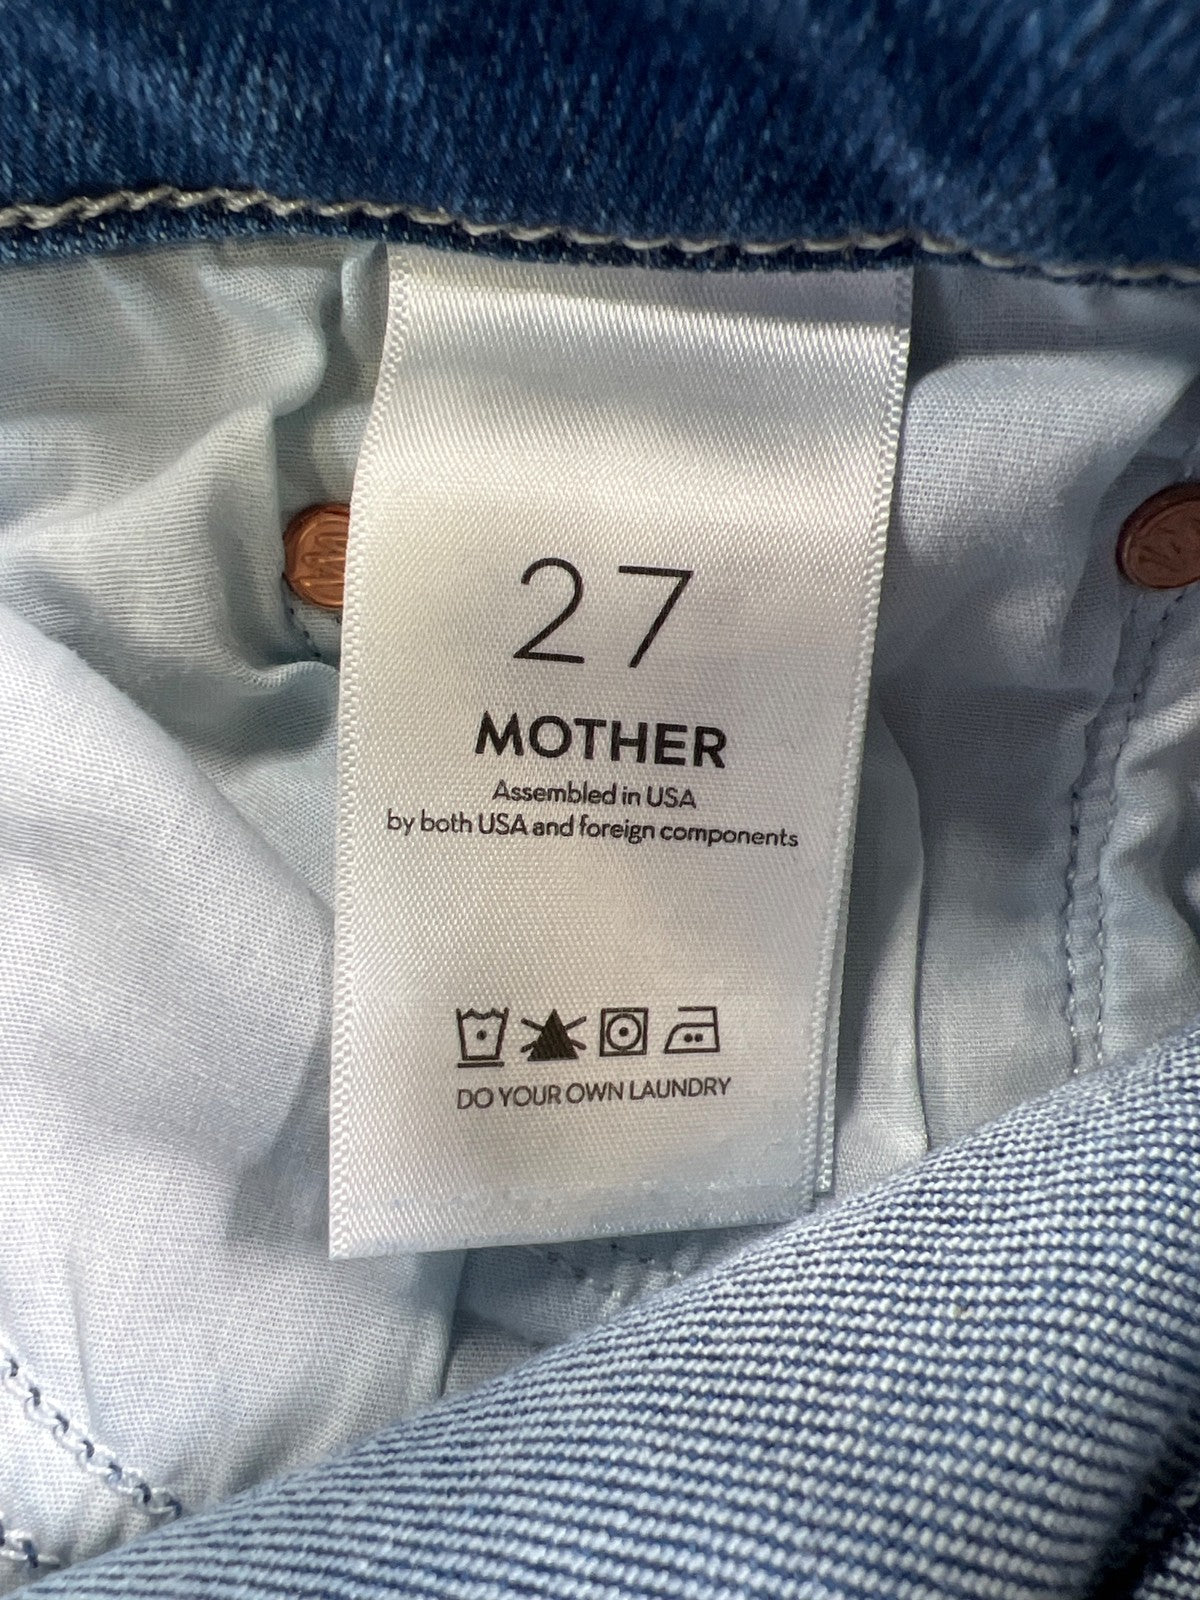 27
MOTHER
Assembled in USA
by both USA and foreign components
DO YOUR OWN LAUNDRY